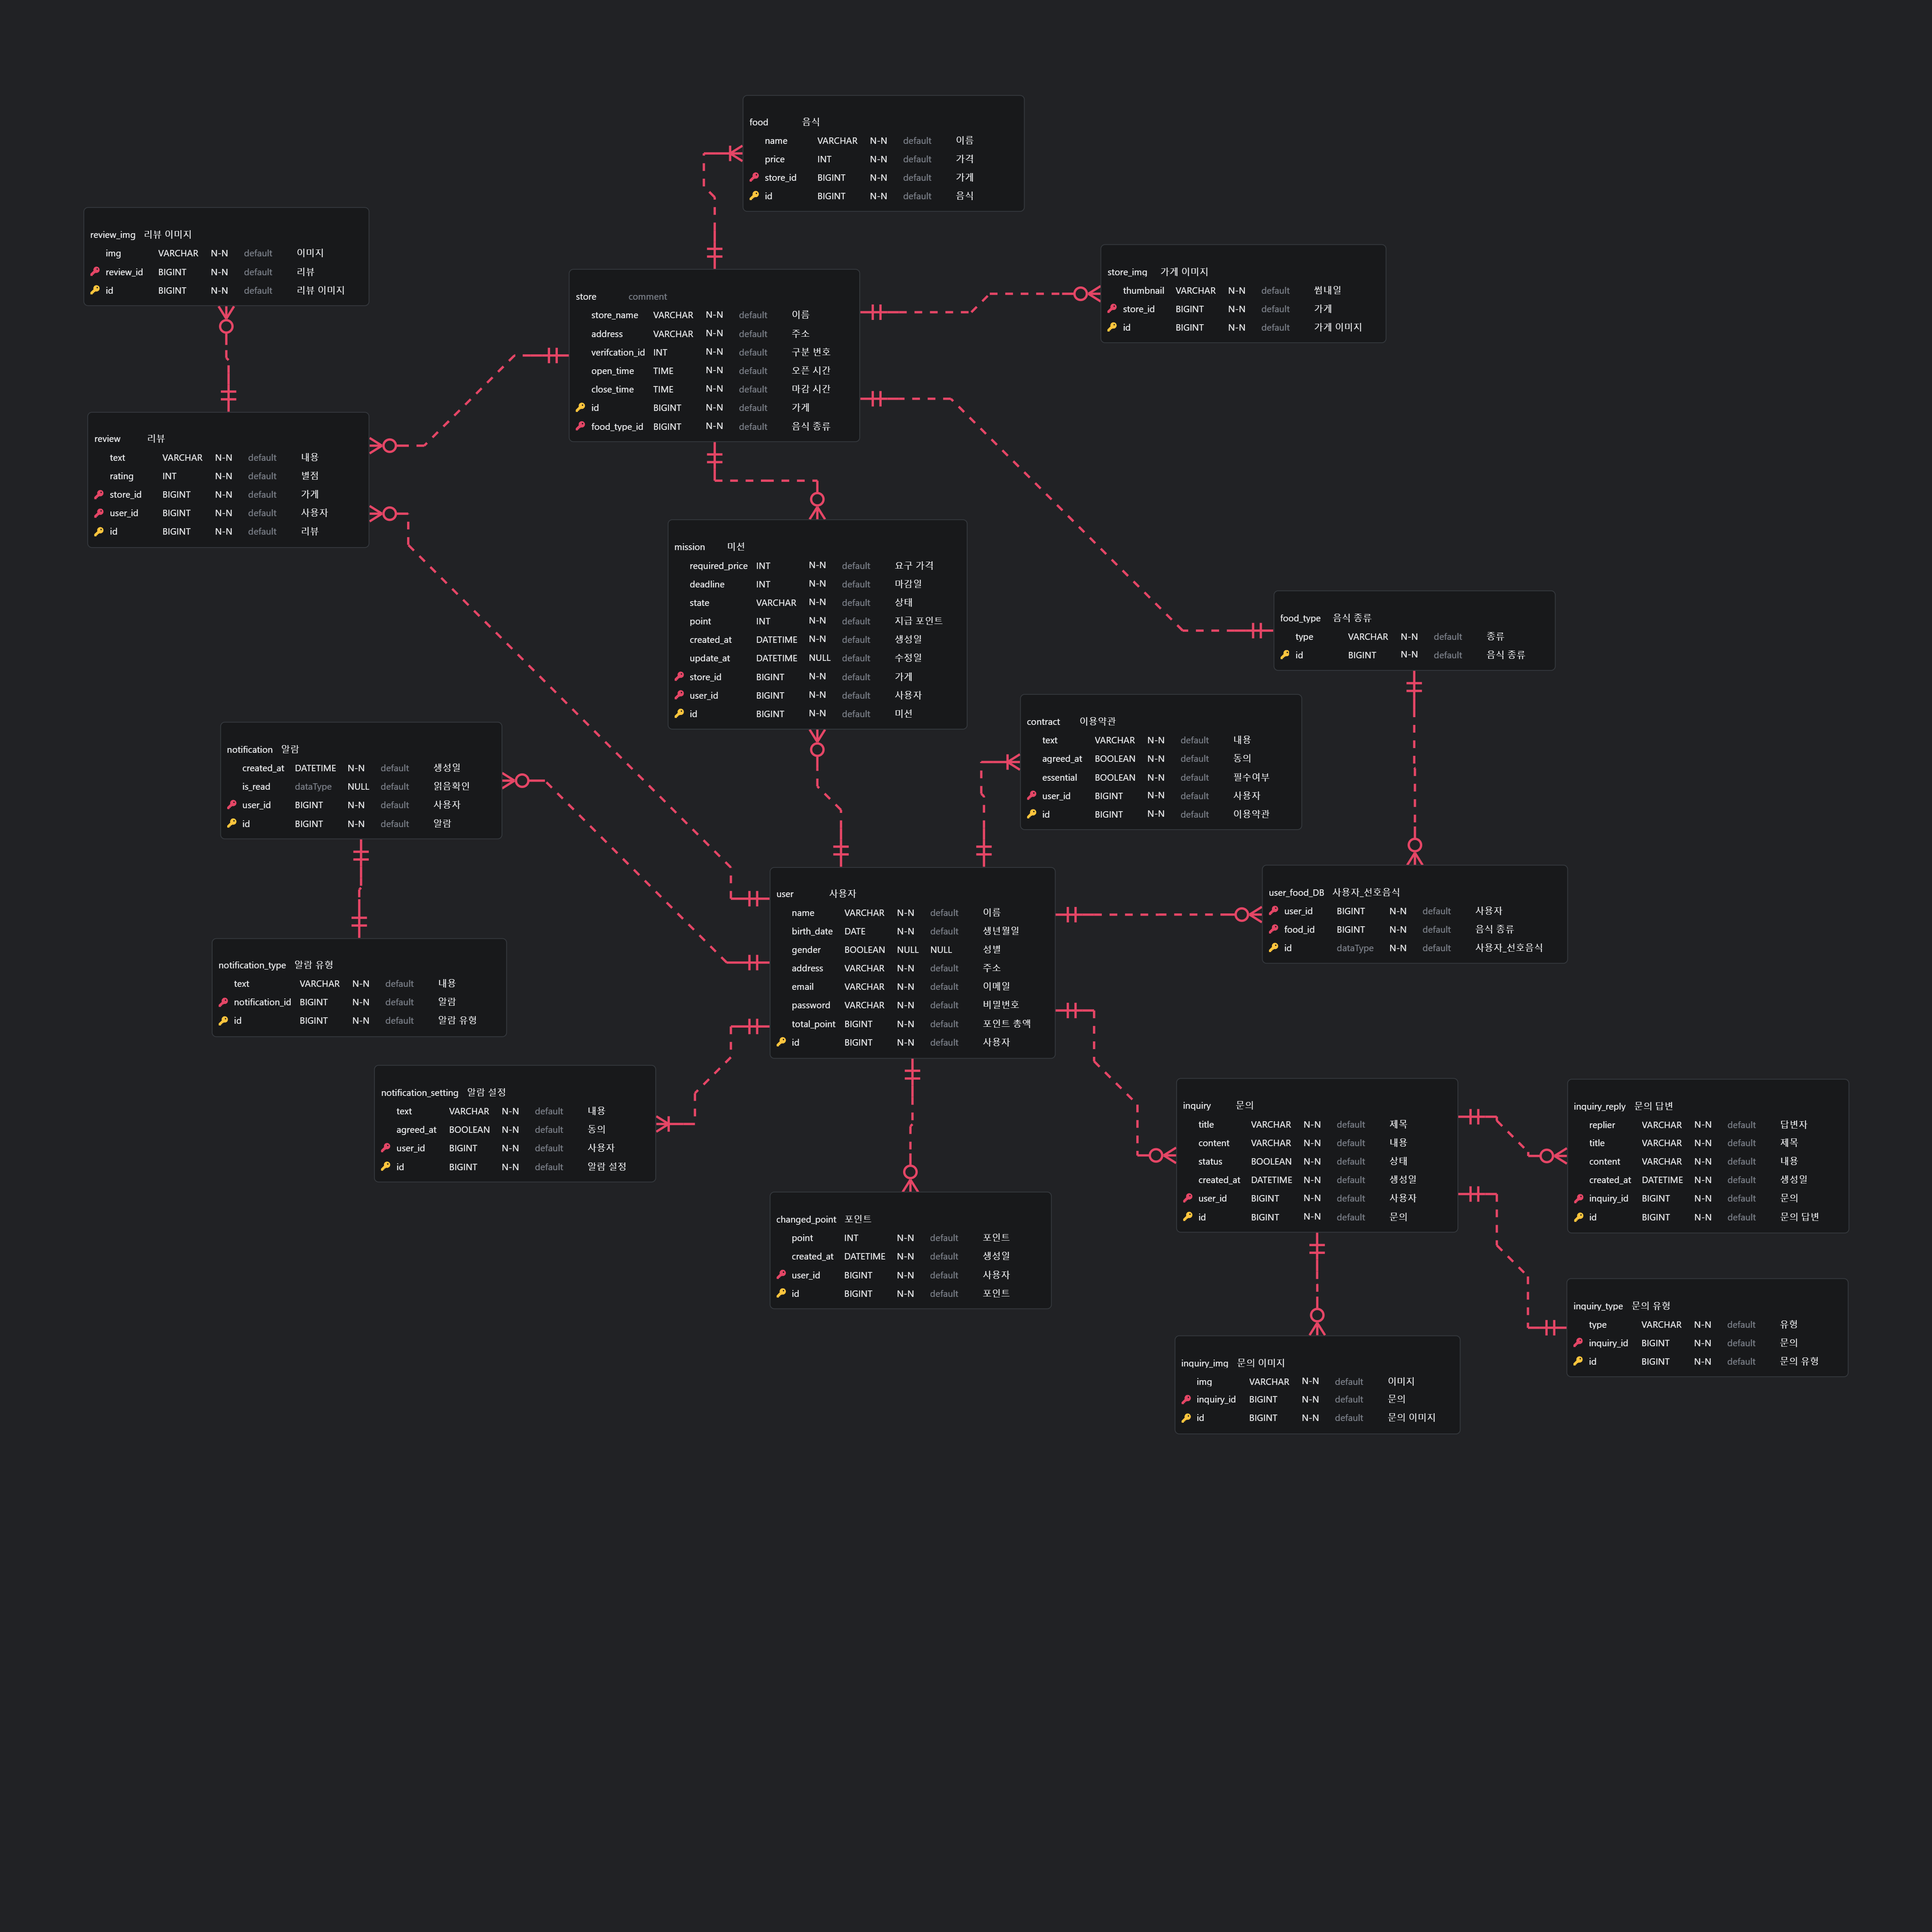 food 음식
name VARCHAR N-N default 이름
price INT N-N default 가격
store_id BIGINT N-N default 가게
id BIGINT N-N default 음식
review_img 리뷰 이미지
img VARCHAR N-N default 이미지
review_id BIGINT N-N default 리뷰
id BIGINT N-N default 리뷰 이미지
store_img 가게 이미지
thumbnail VARCHAR N-N default 썸내일
store_id BIGINT N-N default 가게
id BIGINT N-N default 가게 이미지
store comment
store_name VARCHAR N-N default 이름
address VARCHAR N-N default 주소
verifcation_id INT N-N default 구분 번호
open_time TIME N-N default 오픈 시간
close_time TIME N-N default 마감 시간
id BIGINT N-N default 가게
food_type_id BIGINT N-N default 음식 종류
review 리뷰
text VARCHAR N-N default 내용
rating INT N-N default 별점
store_id BIGINT N-N default 가게
user_id BIGINT N-N default 사용자
id BIGINT N-N default 리뷰
mission 미션
required_price INT N-N default 요구 가격
deadline INT N-N default 마감일
state VARCHAR N-N default 상태
point INT N-N default 지급 포인트
created_at DATETIME N-N default 생성일
update_at DATETIME NULL default 수정일
store_id BIGINT N-N default 가게
user_id BIGINT N-N default 사용자
id BIGINT N-N default 미션
food_type 음식 종류
type VARCHAR N-N default 종류
id BIGINT N-N default 음식 종류
contract 이용약관
text VARCHAR N-N default 내용
agreed_at BOOLEAN N-N default 동의
essential BOOLEAN N-N default 필수여부
user_id BIGINT N-N default 사용자
id BIGINT N-N default 이용약관
notification 알람
created_at DATETIME N-N default 생성일
is_read dataType NULL default 읽음확인
user_id BIGINT N-N default 사용자
id BIGINT N-N default 알람
user 사용자
name VARCHAR N-N default 이름
birth_date DATE N-N default 생년월일
gender BOOLEAN NULL NULL 성별
address VARCHAR N-N default 주소
email VARCHAR N-N default 이메일
password VARCHAR N-N default 비밀번호
total_point BIGINT N-N default 포인트 총액
id BIGINT N-N default 사용자
user_food_DB 사용자_선호음식
user_id BIGINT N-N default 사용자
food_id BIGINT N-N default 음식 종류
id dataType N-N default 사용자_선호음식
notification_type 알람 유형
text VARCHAR N-N default 내용
notification_id BIGINT N-N default 알람
id BIGINT N-N default 알람 유형
notification_setting 알람 설정
text VARCHAR N-N default 내용
agreed_at BOOLEAN N-N default 동의
user_id BIGINT N-N default 사용자
id BIGINT N-N default 알람 설정
inquiry 문의
title VARCHAR N-N default 제목
content VARCHAR N-N default 내용
status BOOLEAN N-N default 상태
created_at DATETIME N-N default 생성일
user_id BIGINT N-N default 사용자
id BIGINT N-N default 문의
inquiry_reply 문의 답변
replier VARCHAR N-N default 답변자
title VARCHAR N-N default 제목
content VARCHAR N-N default 내용
created_at DATETIME N-N default 생성일
inquiry_id BIGINT N-N default 문의
id BIGINT N-N default 문의 답변
changed_point 포인트
point INT N-N default 포인트
created_at DATETIME N-N default 생성일
user_id BIGINT N-N default 사용자
id BIGINT N-N default 포인트
inquiry_type 문의 유형
type VARCHAR N-N default 유형
inquiry_id BIGINT N-N default 문의
id BIGINT N-N default 문의 유형
inquiry_img 문의 이미지
img VARCHAR N-N default 이미지
inquiry_id BIGINT N-N default 문의
id BIGINT N-N default 문의 이미지